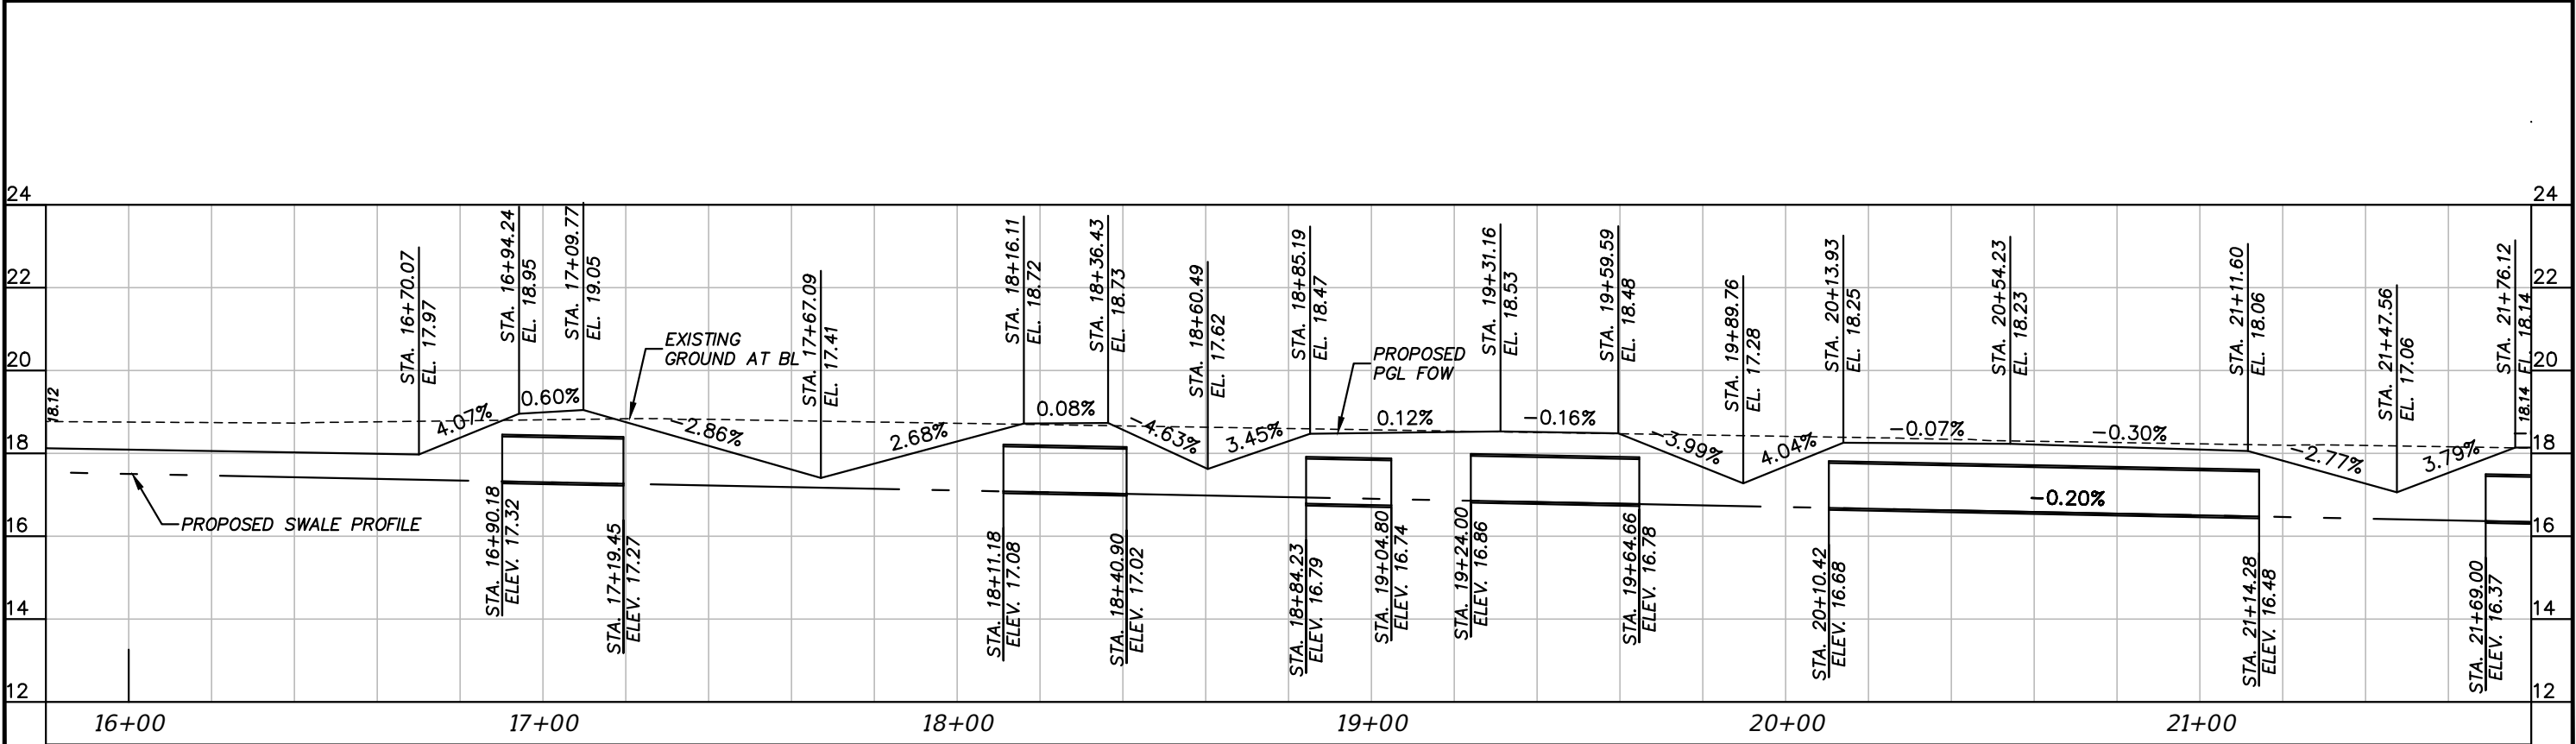 24
24
22
22
20
20
18
18
16
16
14
14
12
12
18.12
STA. 16+70.07
EL. 17.97
STA. 16+94.24
EL. 18.95
STA. 17+09.77
EL. 19.05
EXISTING
GROUND AT BL
STA. 17+67.09
EL. 17.41
STA. 18+16.11
EL. 18.72
STA. 18+36.43
EL. 18.73
STA. 18+60.49
EL. 17.62
STA. 18+85.19
EL. 18.47
PROPOSED
PGL FOW
STA. 19+31.16
EL. 18.53
STA. 19+59.59
EL. 18.48
STA. 19+89.76
EL. 17.28
STA. 20+13.93
EL. 18.25
STA. 20+54.23
EL. 18.23
STA. 21+11.60
EL. 18.06
STA. 21+47.56
EL. 17.06
STA. 21+76.12
EL. 18.14
18.14
4.07%
0.60%
-2.86%
2.68%
0.08%
-4.63%
3.45%
0.12%
-0.16%
-3.99%
4.04%
-0.07%
-0.30%
-2.77%
3.79%
-0.20%
PROPOSED SWALE PROFILE
STA. 16+90.18
ELEV. 17.32
STA. 17+19.45
ELEV. 17.27
STA. 18+11.18
ELEV. 17.08
STA. 18+40.90
ELEV. 17.02
STA. 18+84.23
ELEV. 16.79
STA. 19+04.80
ELEV. 16.74
STA. 19+24.00
ELEV. 16.86
STA. 19+64.66
ELEV. 16.78
STA. 20+10.42
ELEV. 16.68
STA. 21+14.28
ELEV. 16.48
STA. 21+69.00
ELEV. 16.37
16+00
17+00
18+00
19+00
20+00
21+00